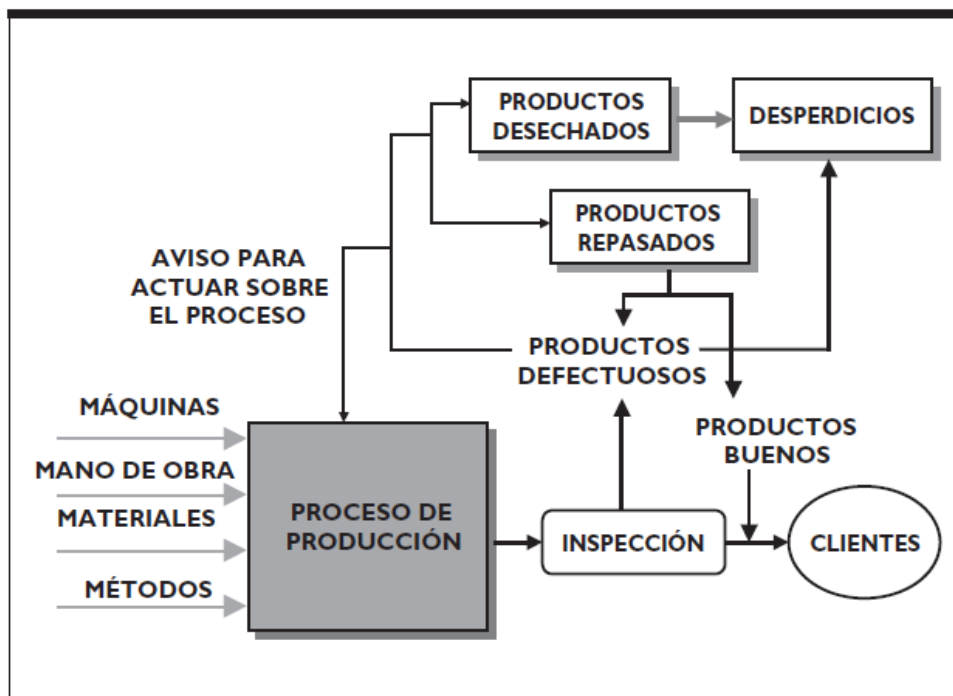 PRODUCTOS
DESECHADOS
DESPERDICIOS
PRODUCTOS
REPASADOS
AVISO PARA
ACTUAR SOBRE
EL PROCESO
PRODUCTOS
DEFECTUOSOS
MÁQUINAS
MANO DE OBRA
MATERIALES
MÉTODOS
PROCESO DE
PRODUCCIÓN
INSPECCIÓN
PRODUCTOS
BUENOS
CLIENTES